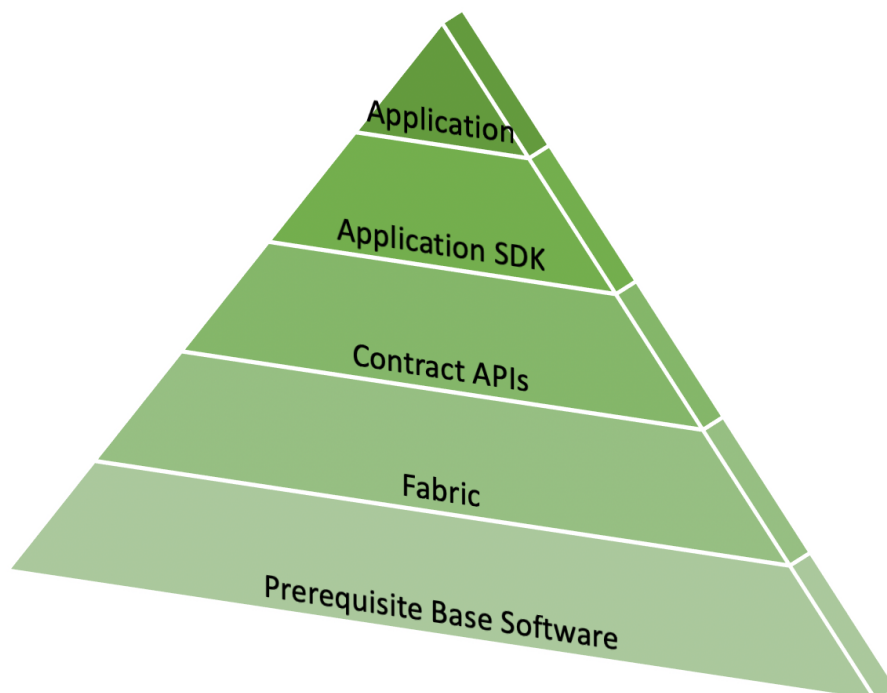 Application
Application SDK
Contract APIs
Fabric
Prerequisite Base Software